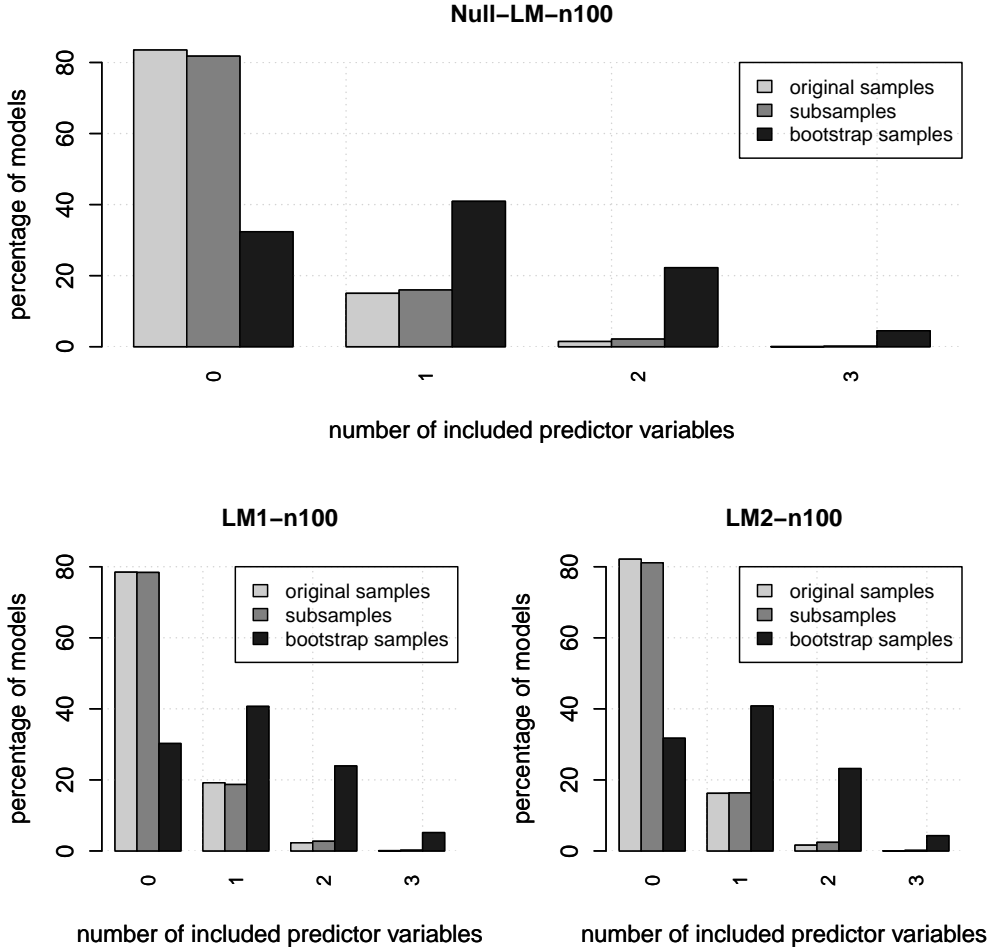 Null−LM−n100
percentage of models
0
20
40
60
80
original samples
subsamples
bootstrap samples
0
1
2
3
number of included predictor variables
LM1−n100
percentage of models
0
20
40
60
80
original samples
subsamples
bootstrap samples
0
1
2
3
number of included predictor variables
LM2−n100
percentage of models
0
20
40
60
80
original samples
subsamples
bootstrap samples
0
1
2
3
number of included predictor variables